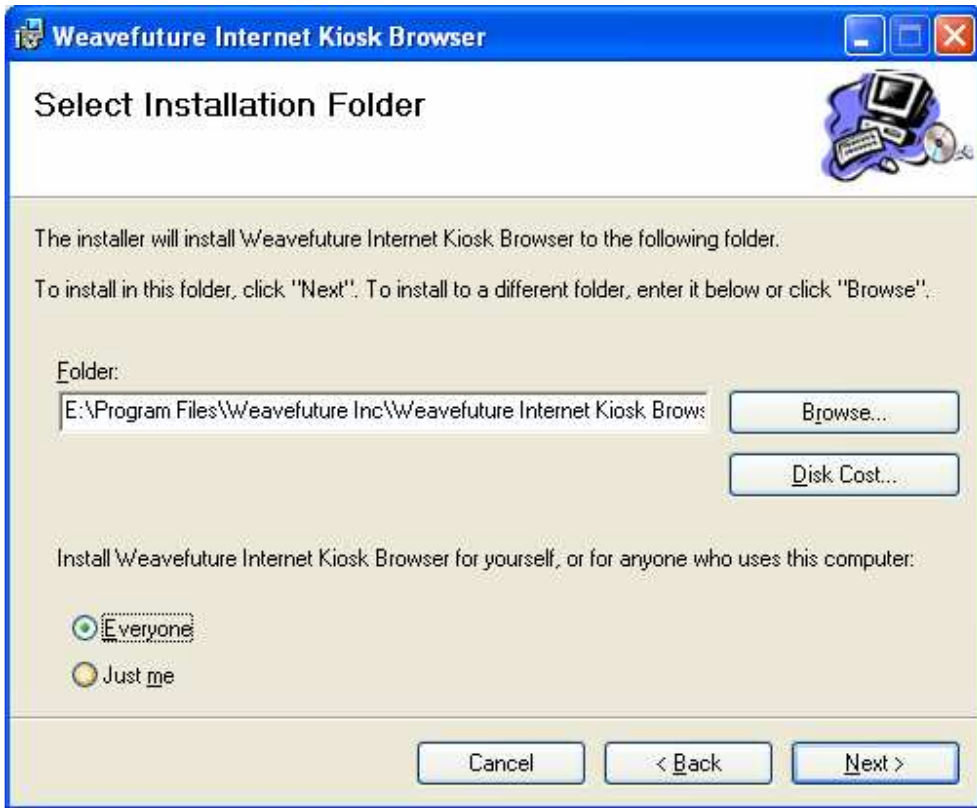 Weavefuture Internet Kiosk Browser
Select Installation Folder
The installer will install Weavefuture Internet Kiosk Browser to the following folder.
To install in this folder, click "Next". To install to a different folder, enter it below or click "Browse".
Folder:
E:\Program Files\Weavefuture Inc\Weavefuture Internet Kiosk Brows
Browse...
Disk Cost...
Install Weavefuture Internet Kiosk Browser for yourself, or for anyone who uses this computer:
Everyone
Just me
Cancel
< Back
Next >